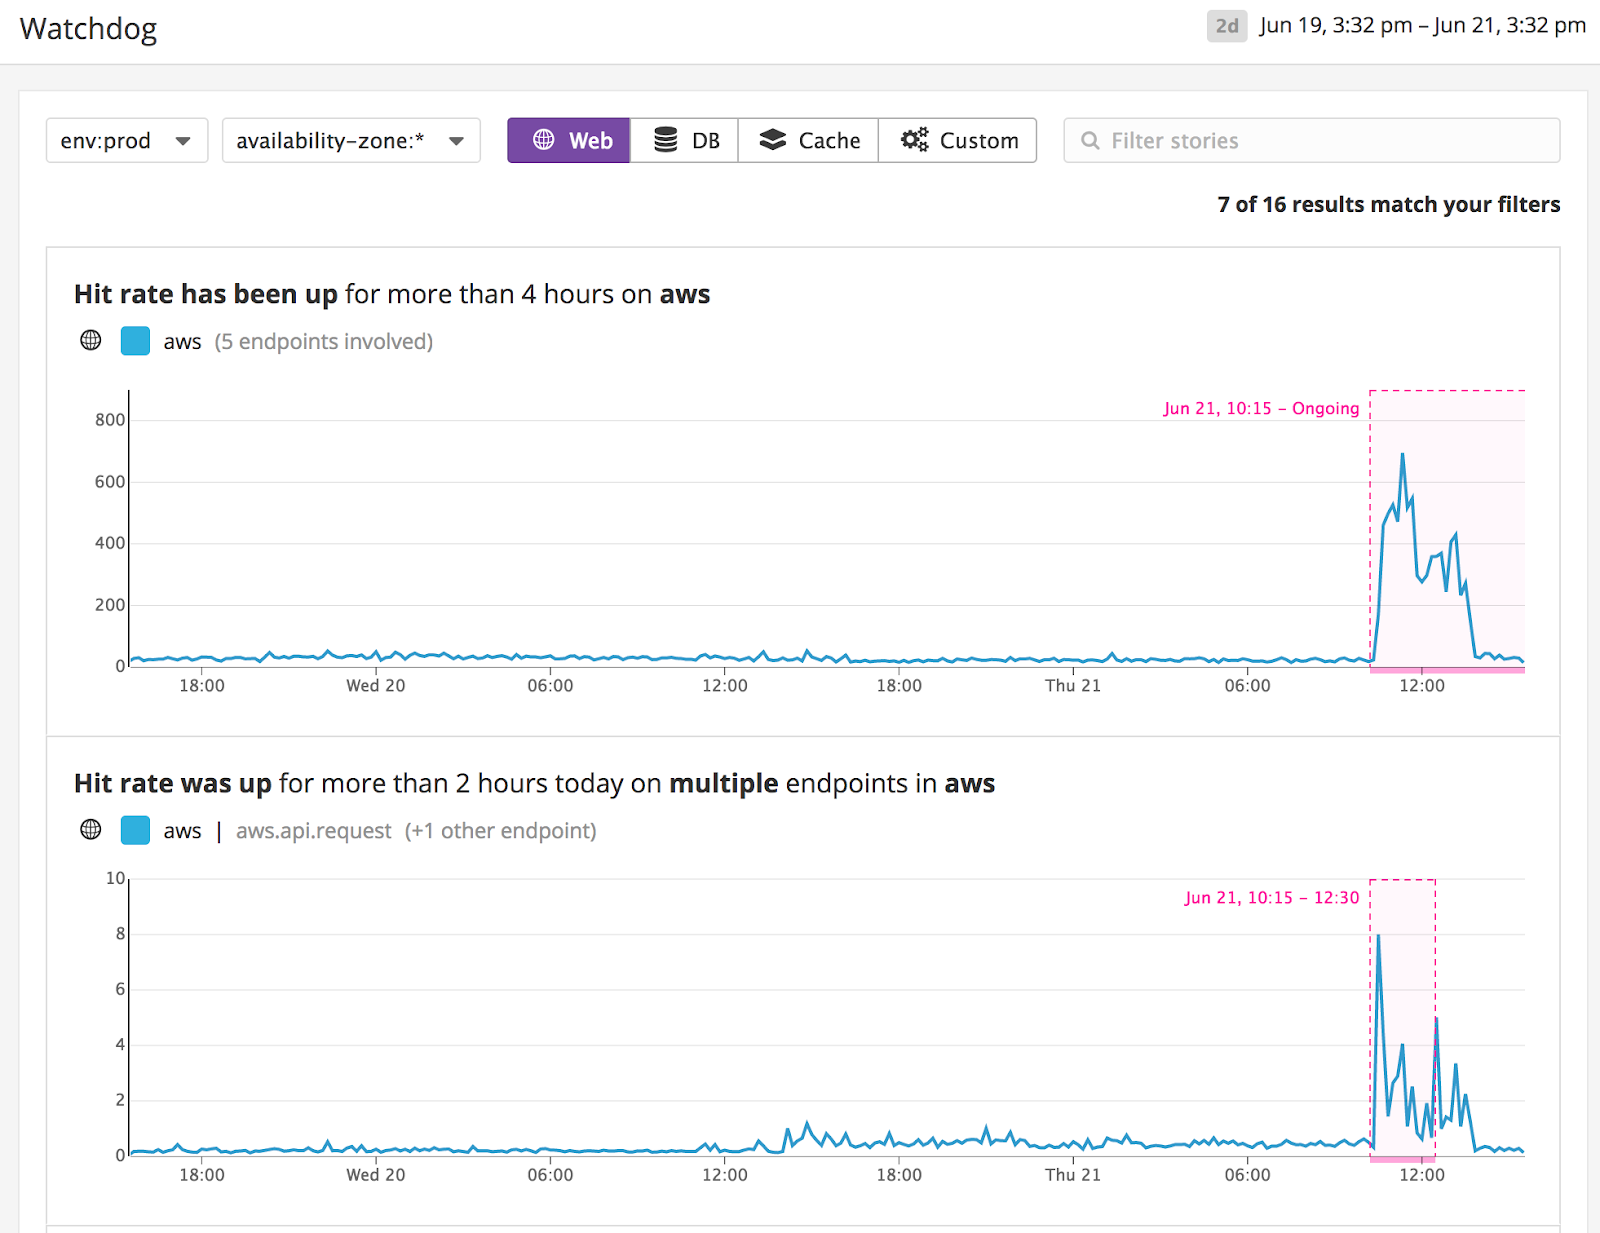 Watchdog
2d Jun 19, 3:32 pm – Jun 21, 3:32 pm
env:prod availability-zone:* Web DB Cache Custom Filter stories
7 of 16 results match your filters
Hit rate has been up for more than 4 hours on aws
aws (5 endpoints involved)
Jun 21, 10:15 – Ongoing
800
600
400
200
0
18:00 Wed 20 06:00 12:00 18:00 Thu 21 06:00 12:00
Hit rate was up for more than 2 hours today on multiple endpoints in aws
aws | aws.api.request (+1 other endpoint)
10
Jun 21, 10:15 – 12:30
8
6
4
2
0
18:00 Wed 20 06:00 12:00 18:00 Thu 21 06:00 12:00